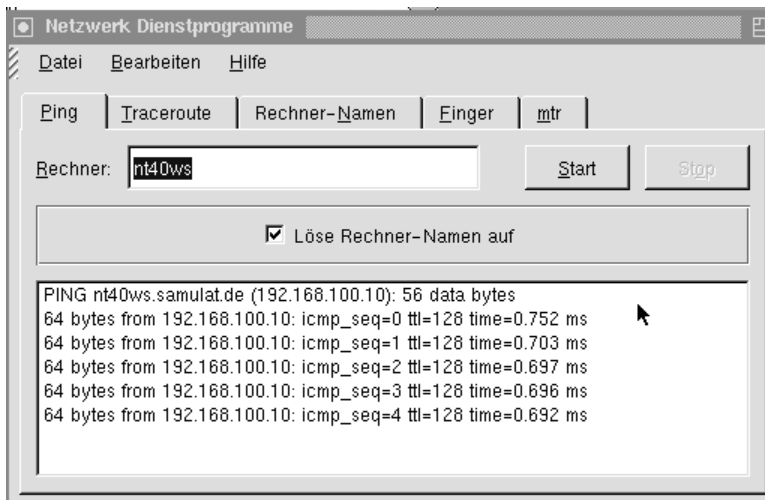 Netzwerk Dienstprogramme
Datei Bearbeiten Hilfe
Ping Traceroute Rechner-Namen Finger mtr
Rechner: nt40ws Start Stop
Löse Rechner-Namen auf
PING nt40ws.samulat.de (192.168.100.10): 56 data bytes
64 bytes from 192.168.100.10: icmp_seq=0 ttl=128 time=0.752 ms
64 bytes from 192.168.100.10: icmp_seq=1 ttl=128 time=0.703 ms
64 bytes from 192.168.100.10: icmp_seq=2 ttl=128 time=0.697 ms
64 bytes from 192.168.100.10: icmp_seq=3 ttl=128 time=0.696 ms
64 bytes from 192.168.100.10: icmp_seq=4 ttl=128 time=0.692 ms